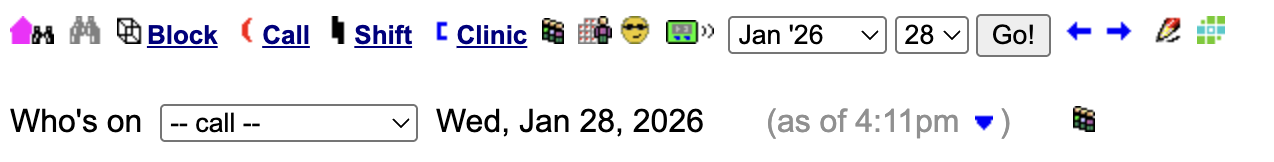 Block Call Shift Clinic Jan '26 28 Go!
Who's on -- call -- Wed, Jan 28, 2026 (as of 4:11pm )